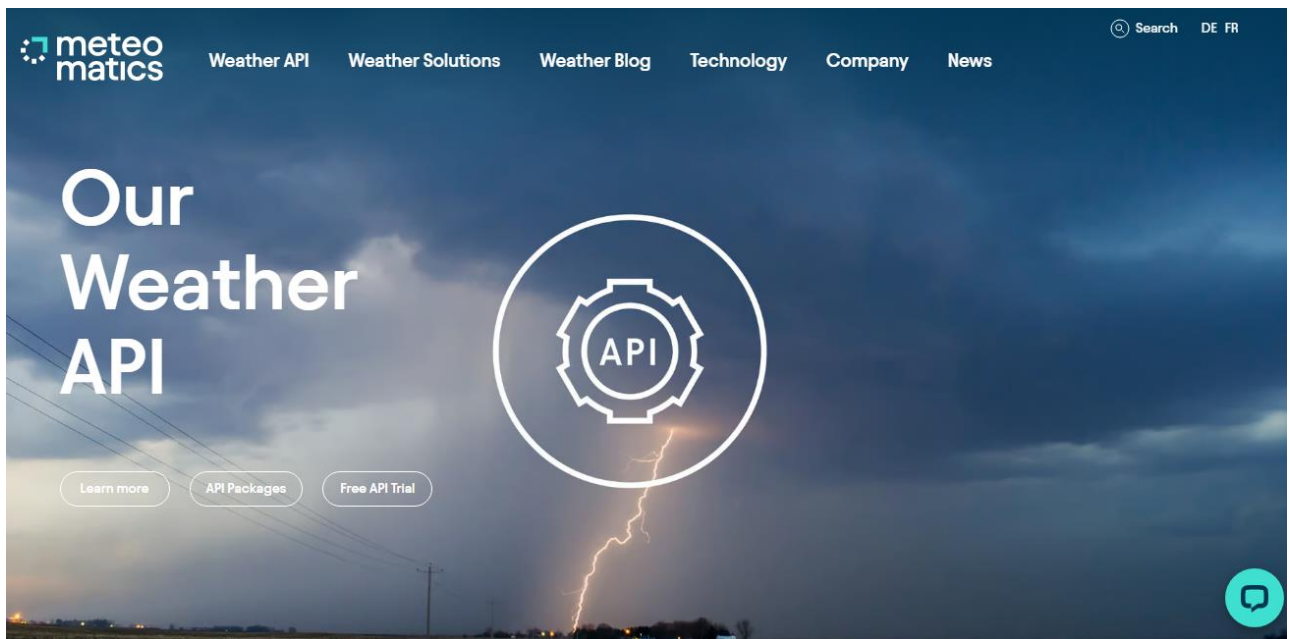 meteo
matics
Weather API Weather Solutions Weather Blog Technology Company News
Search DE FR
Our
Weather
API
API
Learn more API Packages Free API Trial